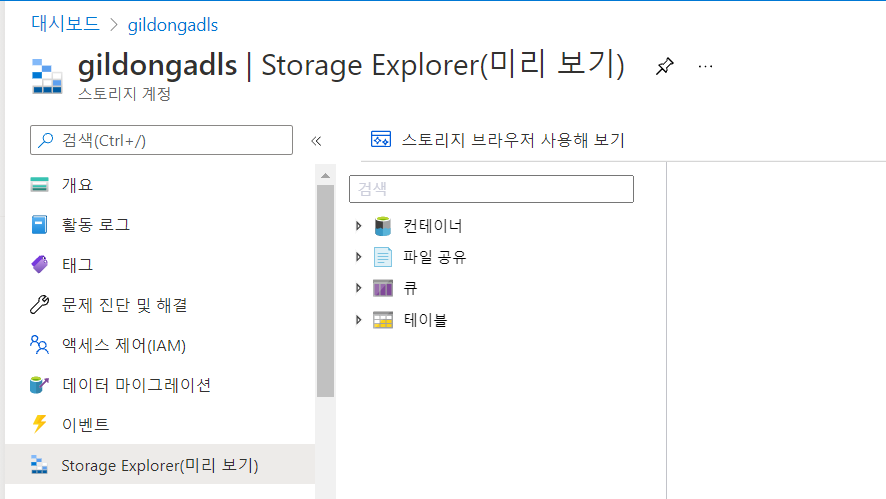 대시보드 > gildongadls
gildongadls | Storage Explorer(미리 보기)
스토리지 계정
검색(Ctrl+/)
개요
활동 로그
태그
문제 진단 및 해결
액세스 제어(IAM)
데이터 마이그레이션
이벤트
Storage Explorer(미리 보기)
스토리지 브라우저 사용해 보기
검색
컨테이너
파일 공유
큐
테이블